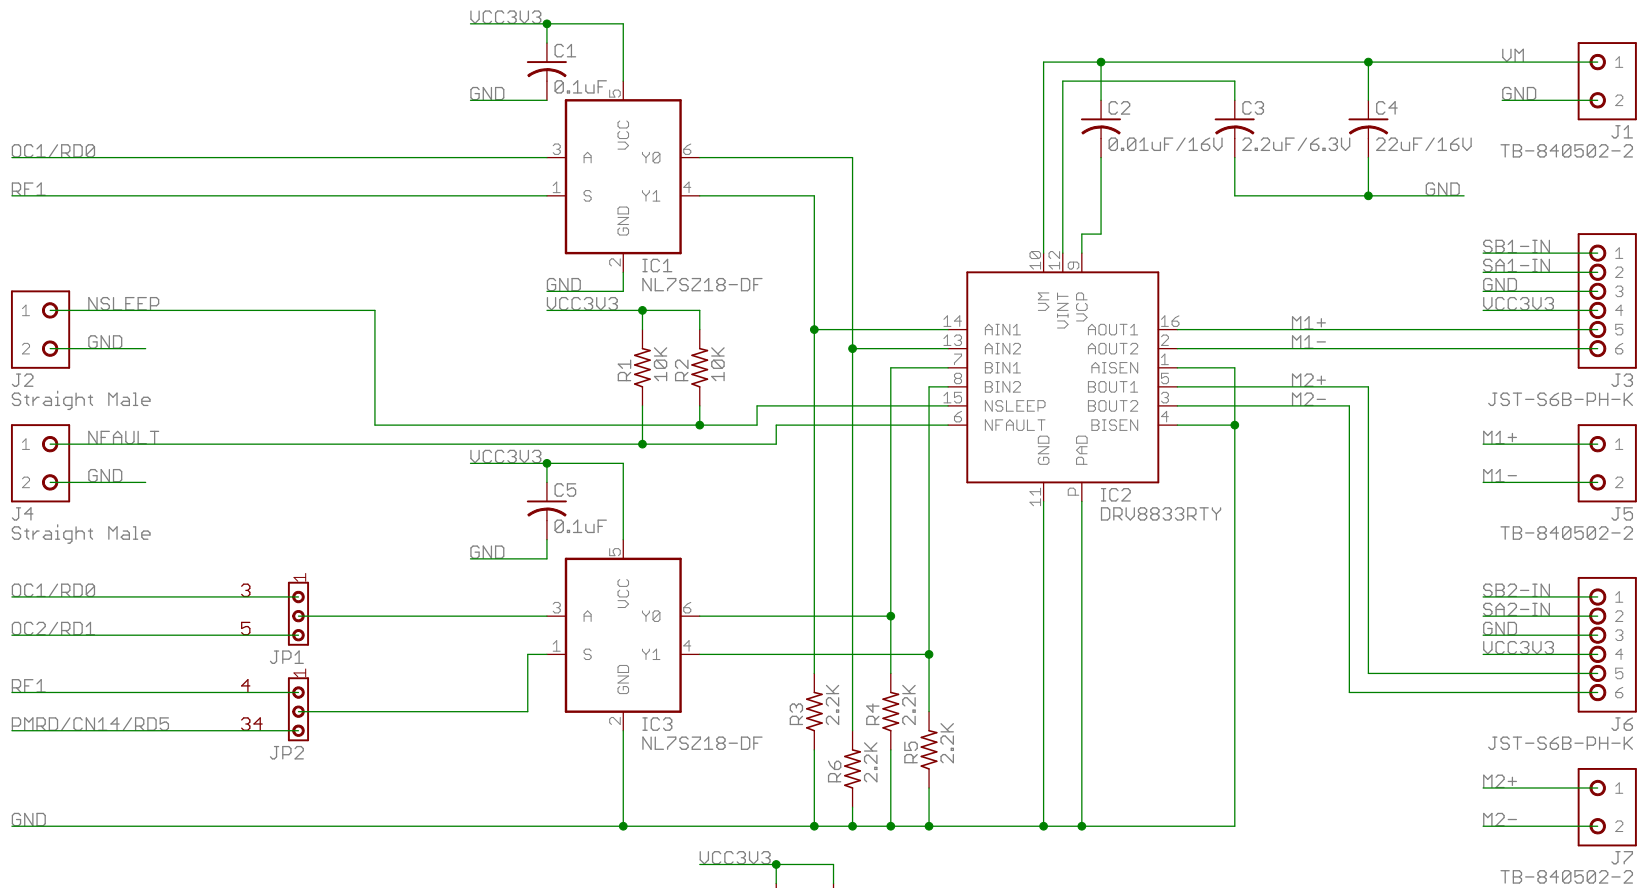 VCC3V3
C1
0.1uF
GND
5
VCC
3 A Y0 6
1 S Y1 4
GND
2
IC1
NL7SZ18-DF
GND
OC1/RD0
RF1
VM
GND
1
2
J1
TB-840502-2
C2
0.01uF/16V
C3
2.2uF/6.3V
C4
22uF/16V
GND
1
2
NSLEEP
GND
J2
Straight Male
1
2
NFAULT
GND
J4
Straight Male
VCC3V3
R1
10K
R2
10K
10 12 9
VM VINT VCP
14 AIN1 AOUT1 16
13 AIN2 AOUT2 2
7 BIN1 AISEN 1
8 BIN2 BOUT1 5
15 NSLEEP BOUT2 3
6 NFAULT BISEN 4
GND PAD
11 P
IC2
DRV8833RTY
M1+
M1-
M2+
M2-
SB1-IN 1
SA1-IN 2
GND 3
VCC3V3 4
5
6
J3
JST-S6B-PH-K
M1+ 1
M1- 2
J5
TB-840502-2
VCC3V3
C5
0.1uF
GND
5
VCC
3 A Y0 6
1 S Y1 4
GND
2
IC3
NL7SZ18-DF
OC1/RD0 3
OC2/RD1 5
1
JP1
RF1 4
PMRD/CN14/RD5 34
1
JP2
R3
2.2K
R6
2.2K
R4
2.2K
R5
2.2K
SB2-IN 1
SA2-IN 2
GND 3
VCC3V3 4
5
6
J6
JST-S6B-PH-K
M2+ 1
M2- 2
J7
TB-840502-2
GND
VCC3V3